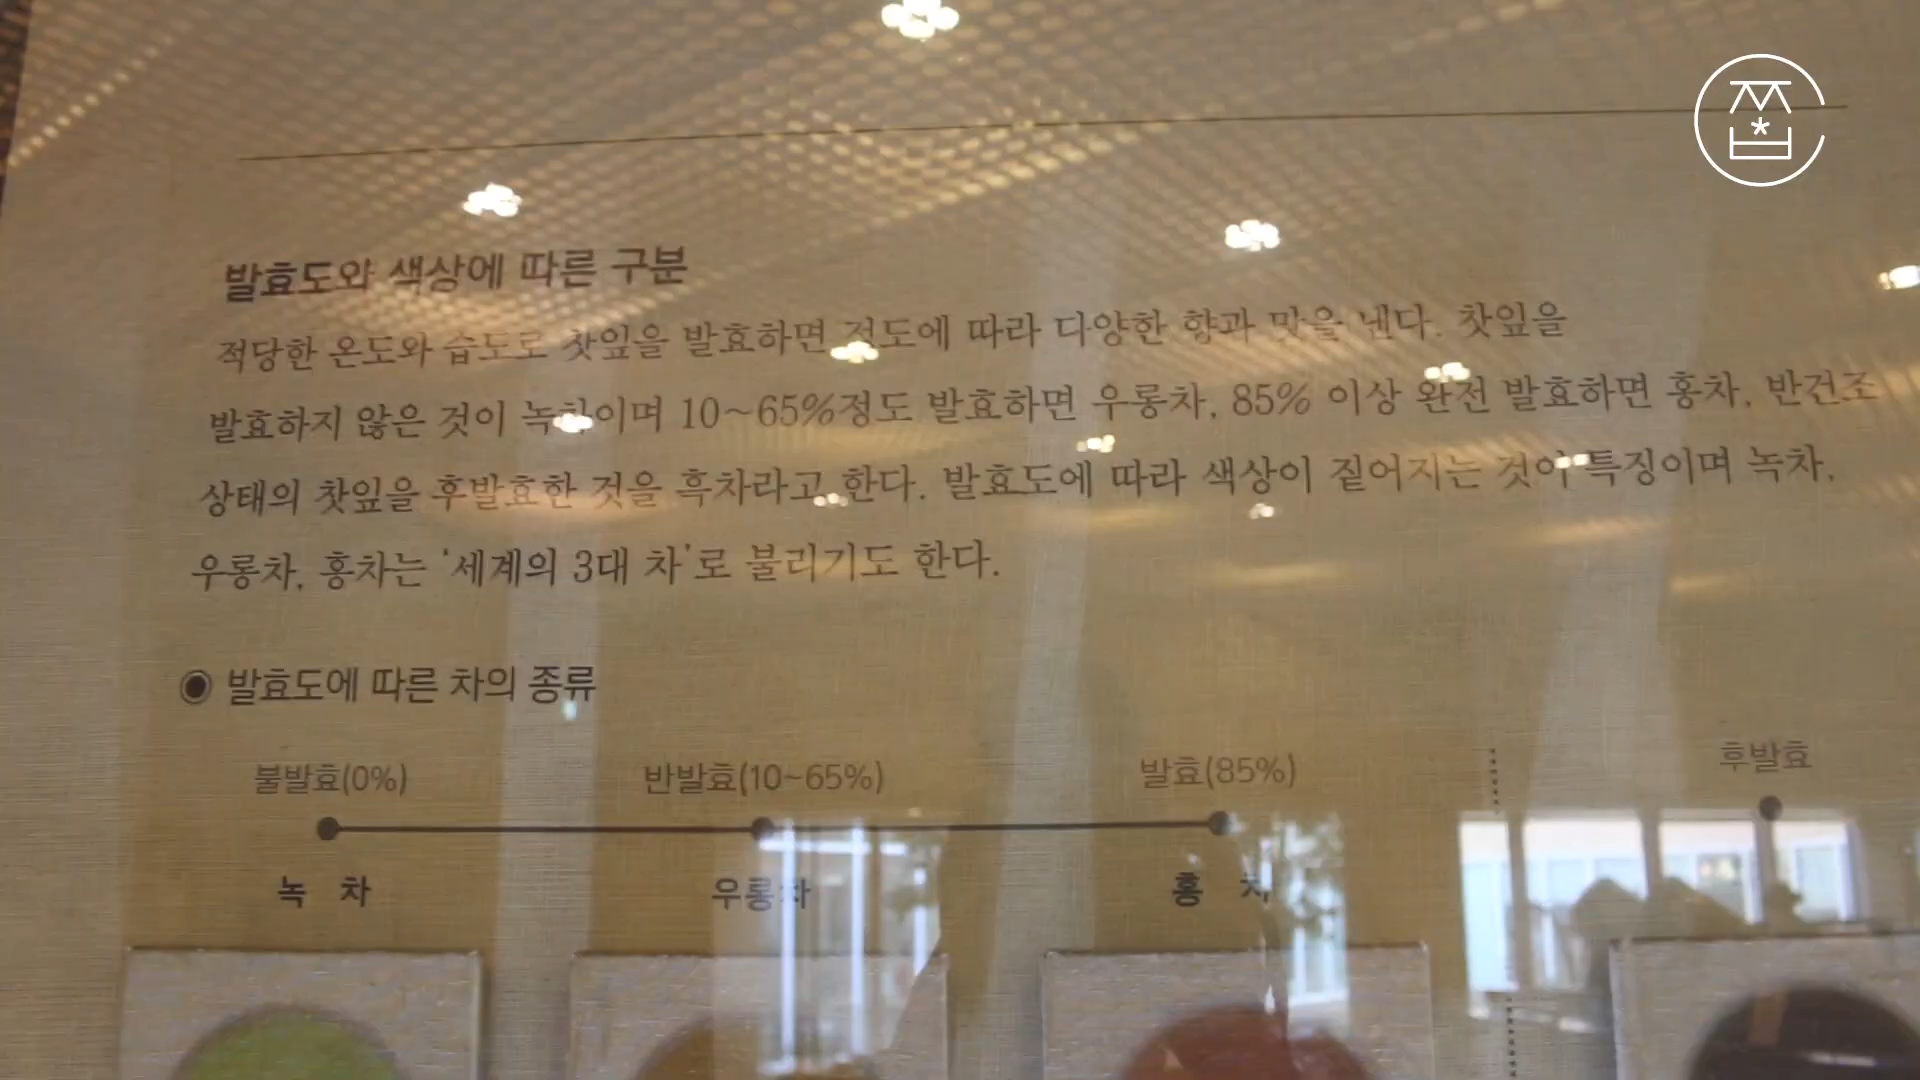 발효도와 색상에 따른 구분
적당한 온도와 습도로 찻잎을 발효하면 정도에 따라 다양한 향과 맛을 낸다. 찻잎을
발효하지 않은 것이 녹차이며 10~65%정도 발효하면 우롱차, 85% 이상 완전 발효하면 홍차, 반건조
상태의 찻잎을 후발효한 것을 흑차라고 한다. 발효도에 따라 색상이 짙어지는 것이 특징이며 녹차,
우롱차, 홍차는 '세계의 3대 차'로 불리기도 한다.
발효도에 따른 차의 종류
불발효(0%) 반발효(10~65%) 발효(85%) 후발효
녹 차 우롱차 홍 차